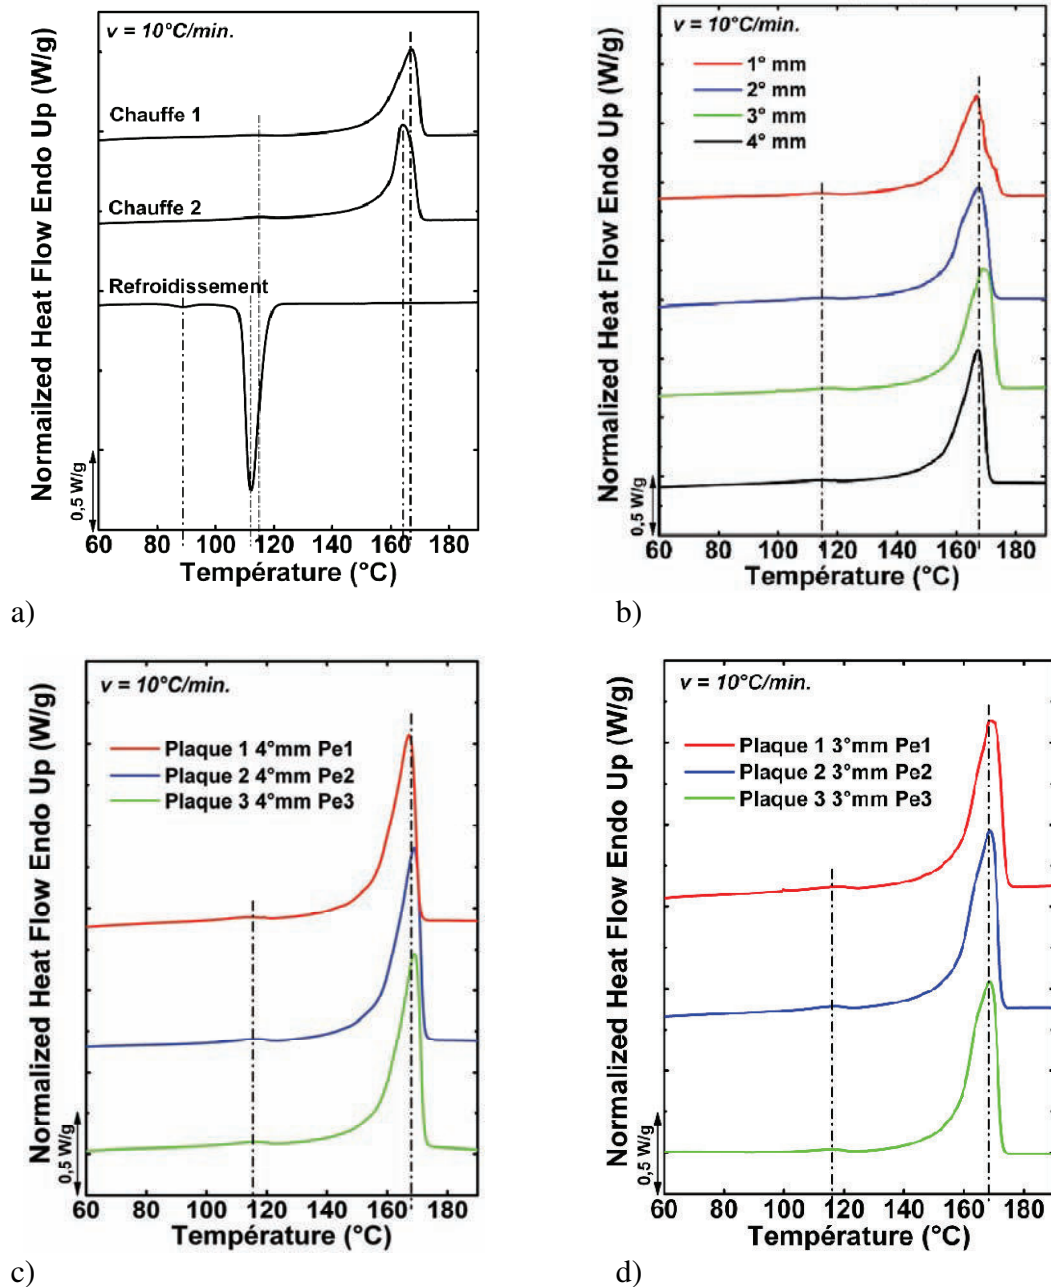 v = 10°C/min.
Chauffe 1
Chauffe 2
Refroidissement
Normailzed Heat Flow Endo Up (W/g)
0,5 W/g
60 80 100 120 140 160 180
Température (°C)
a)
v = 10°C/min.
1° mm
2° mm
3° mm
4° mm
Normalized Heat Flow Endo Up (W/g)
0,5 W/g
60 80 100 120 140 160 180
Température (°C)
b)
v = 10°C/min.
Plaque 1 4°mm Pe1
Plaque 2 4°mm Pe2
Plaque 3 4°mm Pe3
Normalized Heat Flow Endo Up (W/g)
0,5 W/g
60 80 100 120 140 160 180
Température (°C)
c)
v = 10°C/min.
Plaque 1 3°mm Pe1
Plaque 2 3°mm Pe2
Plaque 3 3°mm Pe3
Normalized Heat Flow Endo Up (W/g)
0,5 W/g
60 80 100 120 140 160 180
Température (°C)
d)